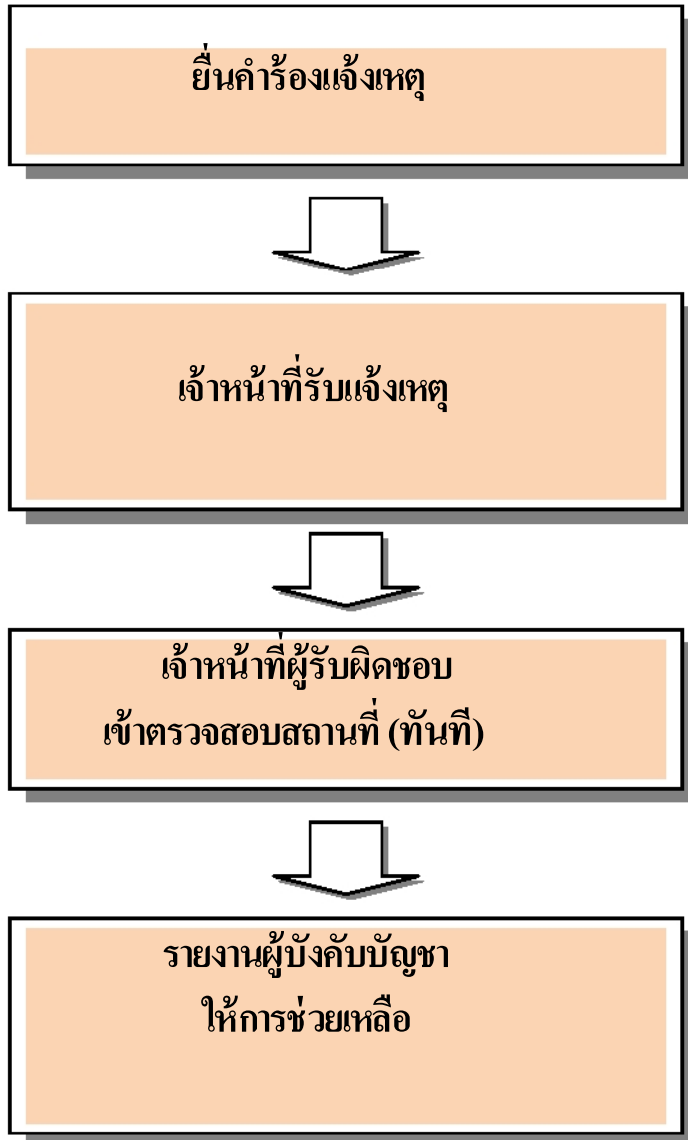 ยื่นคำร้องแจ้งเหตุ
เจ้าหน้าที่รับแจ้งเหตุ
เจ้าหน้าที่ผู้รับผิดชอบ
เข้าตรวจสอบสถานที่ (ทันที)
รายงานผู้บังคับบัญชา
ให้การช่วยเหลือ